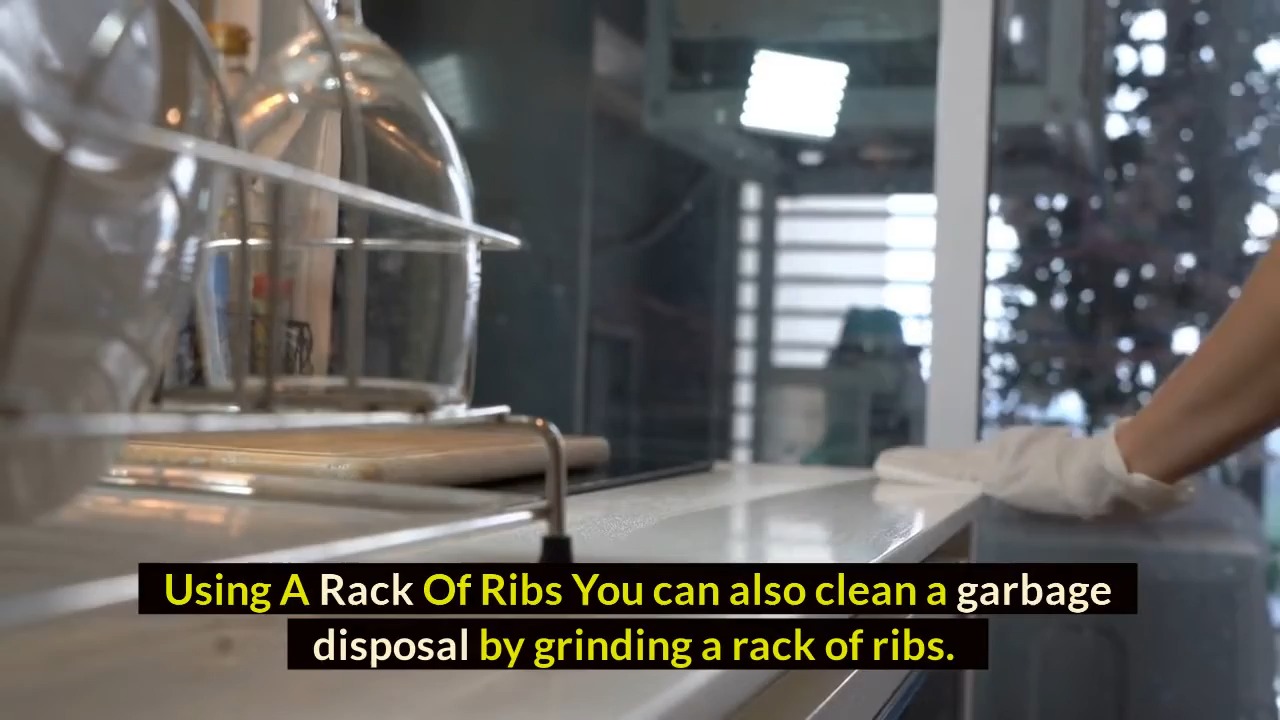 Using A Rack Of Ribs You can also clean a garbage
disposal by grinding a rack of ribs.